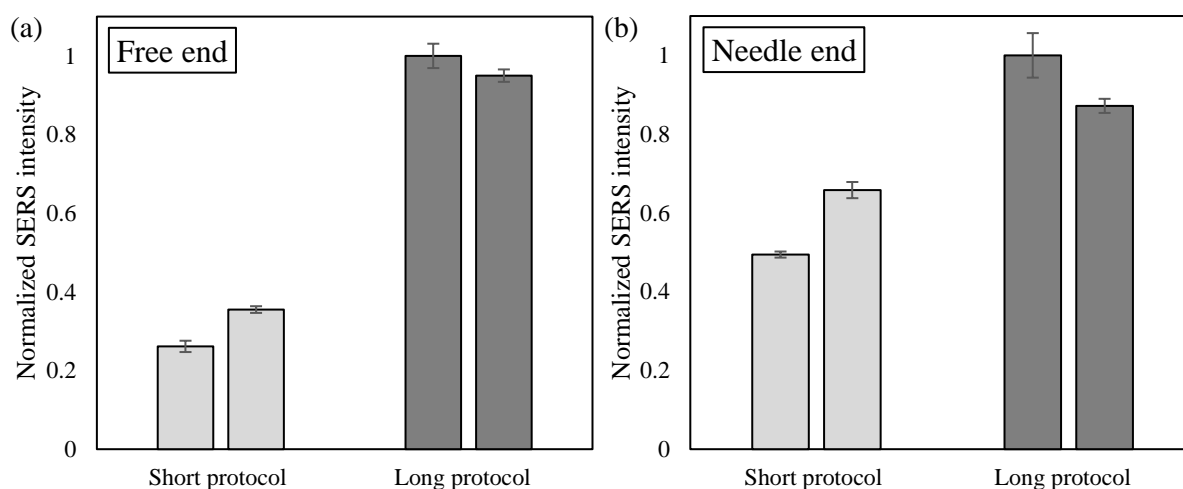 (a)
Free end
Normalized SERS intensity
1
0.8
0.6
0.4
0.2
0
Short protocol
Long protocol
(b)
Needle end
Normalized SERS intensity
1
0.8
0.6
0.4
0.2
0
Short protocol
Long protocol